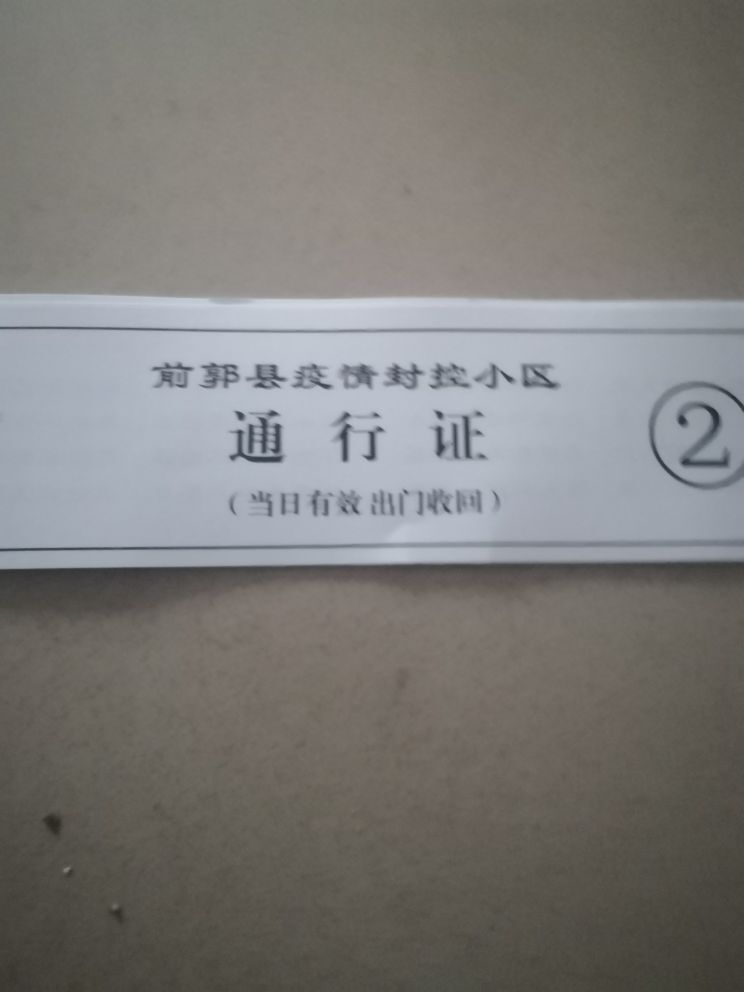 前郭县疫情封控小区
通行证
（当日有效 出门收回）
②